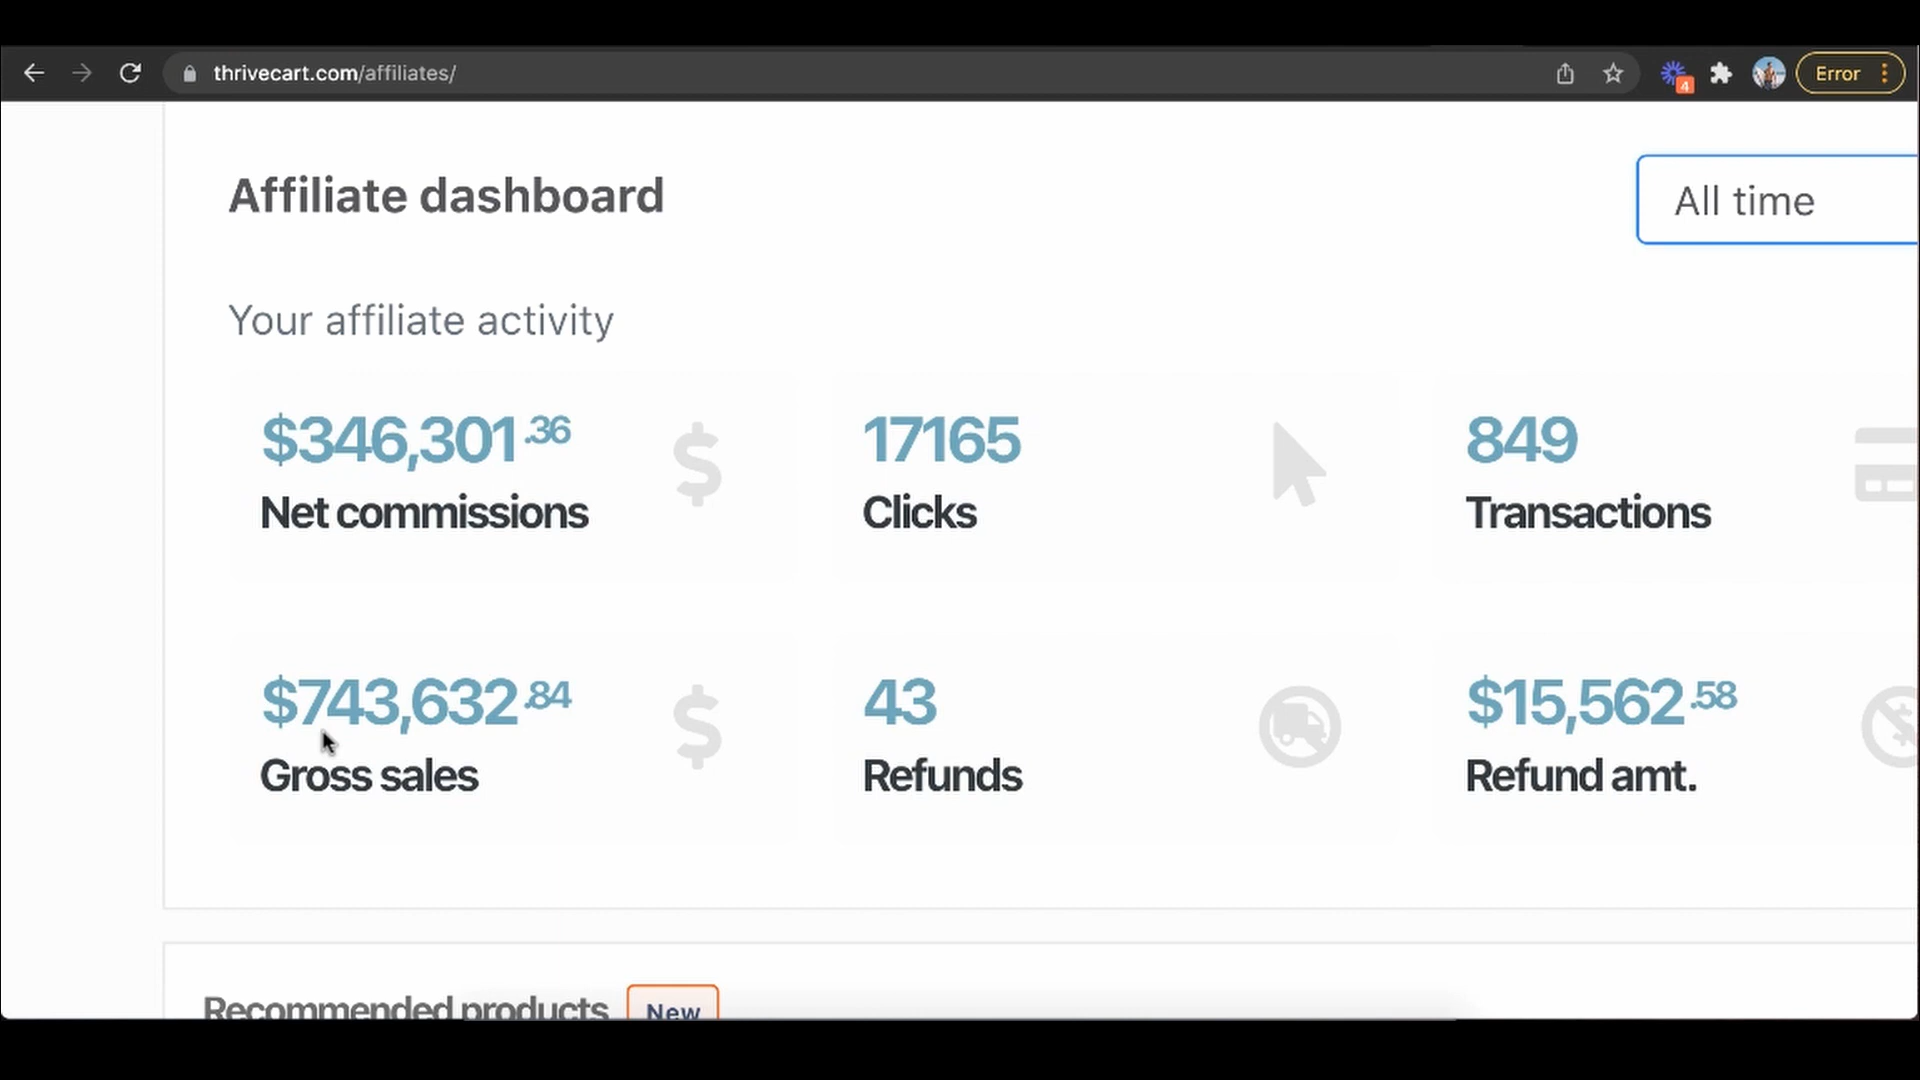 thrivecart.com/affiliates/
4
Error
Affiliate dashboard
All time
Your affiliate activity
$346,301.36
Net commissions
17165
Clicks
849
Transactions
$743,632.84
Gross sales
43
Refunds
$15,562.58
Refund amt.
Recommended products New